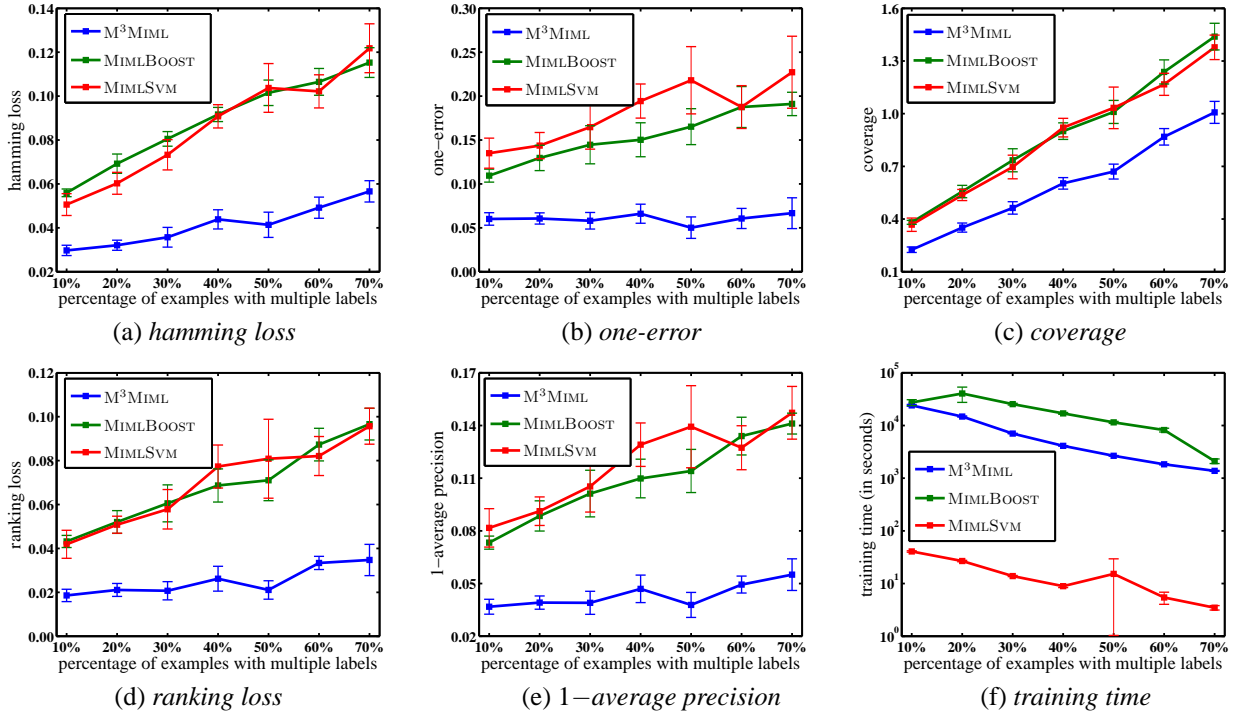 hamming loss
0.14
0.12
0.10
0.08
0.06
0.04
0.02
M³MIML
MIMLBOOST
MIMLSVM
10% 20% 30% 40% 50% 60% 70%
percentage of examples with multiple labels
(a) hamming loss
one-error
0.30
0.25
0.20
0.15
0.10
0.05
0.00
M³MIML
MIMLBOOST
MIMLSVM
10% 20% 30% 40% 50% 60% 70%
percentage of examples with multiple labels
(b) one-error
coverage
1.6
1.3
1.0
0.7
0.4
0.1
M³MIML
MIMLBOOST
MIMLSVM
10% 20% 30% 40% 50% 60% 70%
percentage of examples with multiple labels
(c) coverage
ranking loss
0.12
0.10
0.08
0.06
0.04
0.02
0.00
M³MIML
MIMLBOOST
MIMLSVM
10% 20% 30% 40% 50% 60% 70%
percentage of examples with multiple labels
(d) ranking loss
1−average precision
0.17
0.14
0.11
0.08
0.05
0.02
M³MIML
MIMLBOOST
MIMLSVM
10% 20% 30% 40% 50% 60% 70%
percentage of examples with multiple labels
(e) 1−average precision
training time (in seconds)
10⁵
10⁴
10³
10²
10¹
10⁰
M³MIML
MIMLBOOST
MIMLSVM
10% 20% 30% 40% 50% 60% 70%
percentage of examples with multiple labels
(f) training time